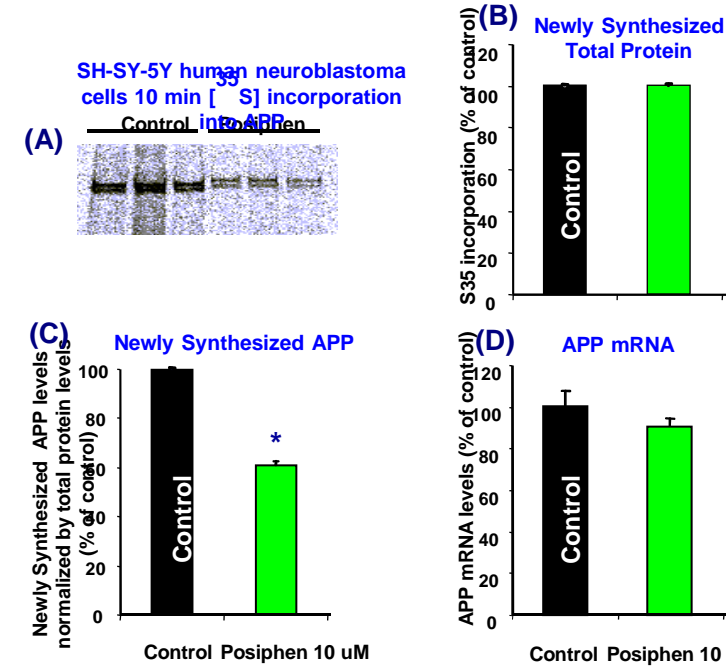 (A)
SH-SY-5Y human neuroblastoma
cells 10 min [35S] incorporation
into APP
Control
Posiphen
(B)
Newly Synthesized
Total Protein
S35 incorporation (% of control)
120
100
80
60
40
20
0
Control
(C)
Newly Synthesized APP
Newly Synthesized APP levels
normalized by total protein levels
(% of control)
100
80
60
40
20
0
Control
*
Control Posiphen 10 uM
(D)
APP mRNA
APP mRNA levels (% of control)
120
100
80
60
40
20
0
Control
Control Posiphen 10